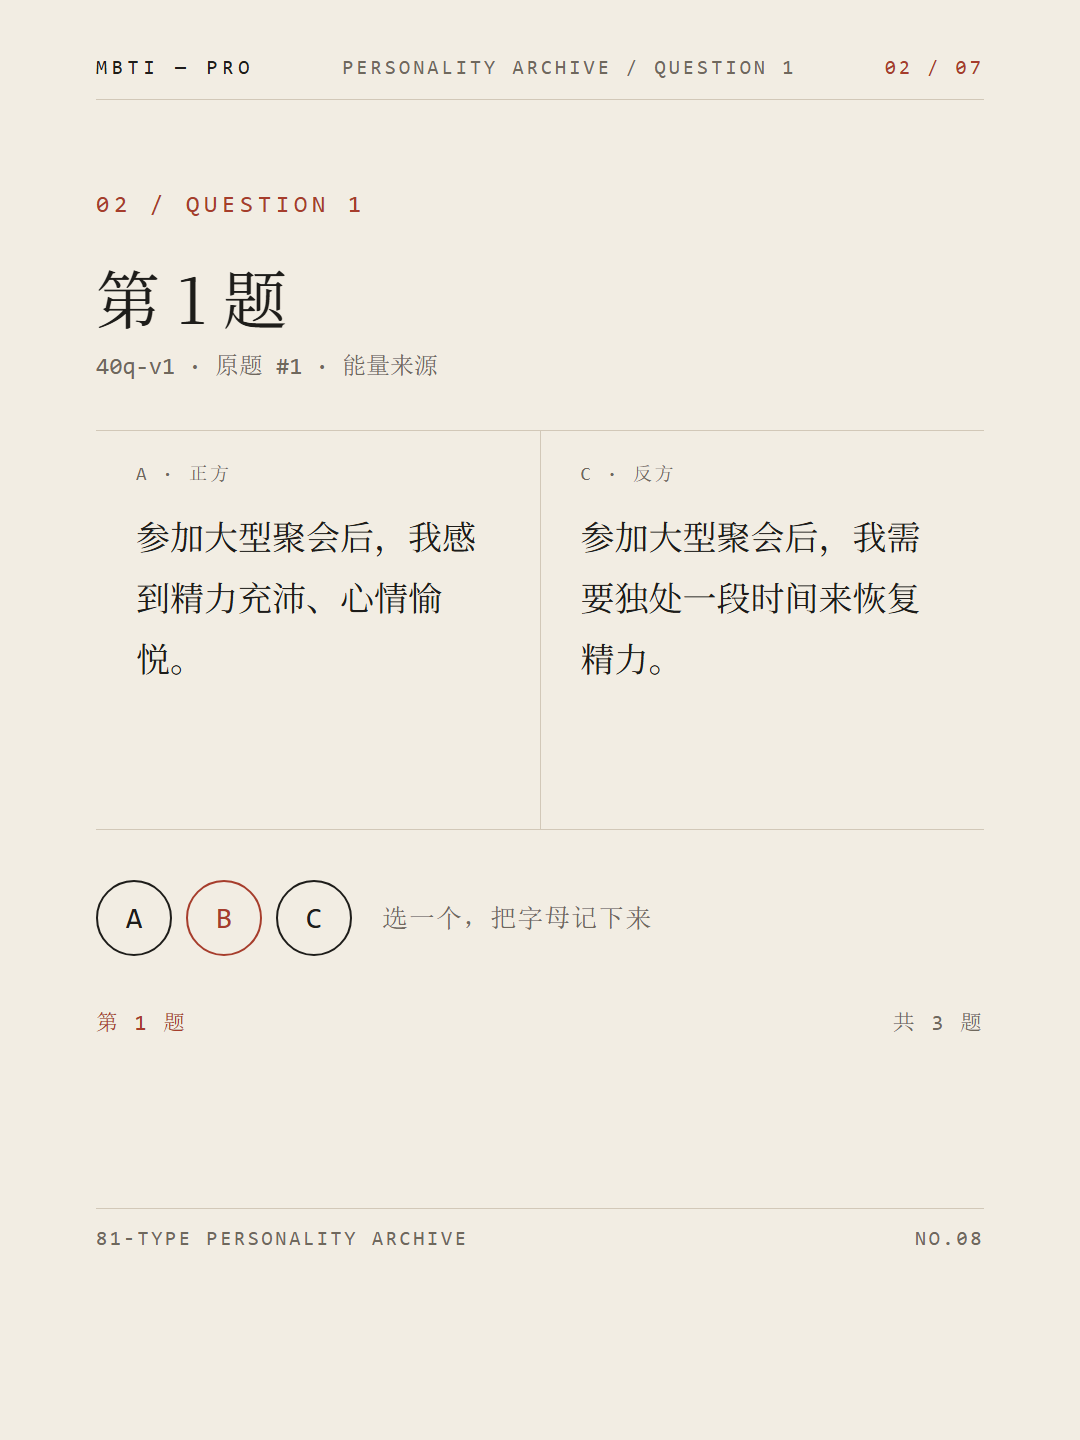 MBTI — PRO
PERSONALITY ARCHIVE / QUESTION 1
02 / 07
02 / QUESTION 1
第 1 题
40q-v1 · 原题 #1 · 能量来源
A · 正方
参加大型聚会后，我感
到精力充沛、心情愉
悦。
C · 反方
参加大型聚会后，我需
要独处一段时间来恢复
精力。
A B C 选一个，把字母记下来
第 1 题
共 3 题
81-TYPE PERSONALITY ARCHIVE
NO.08